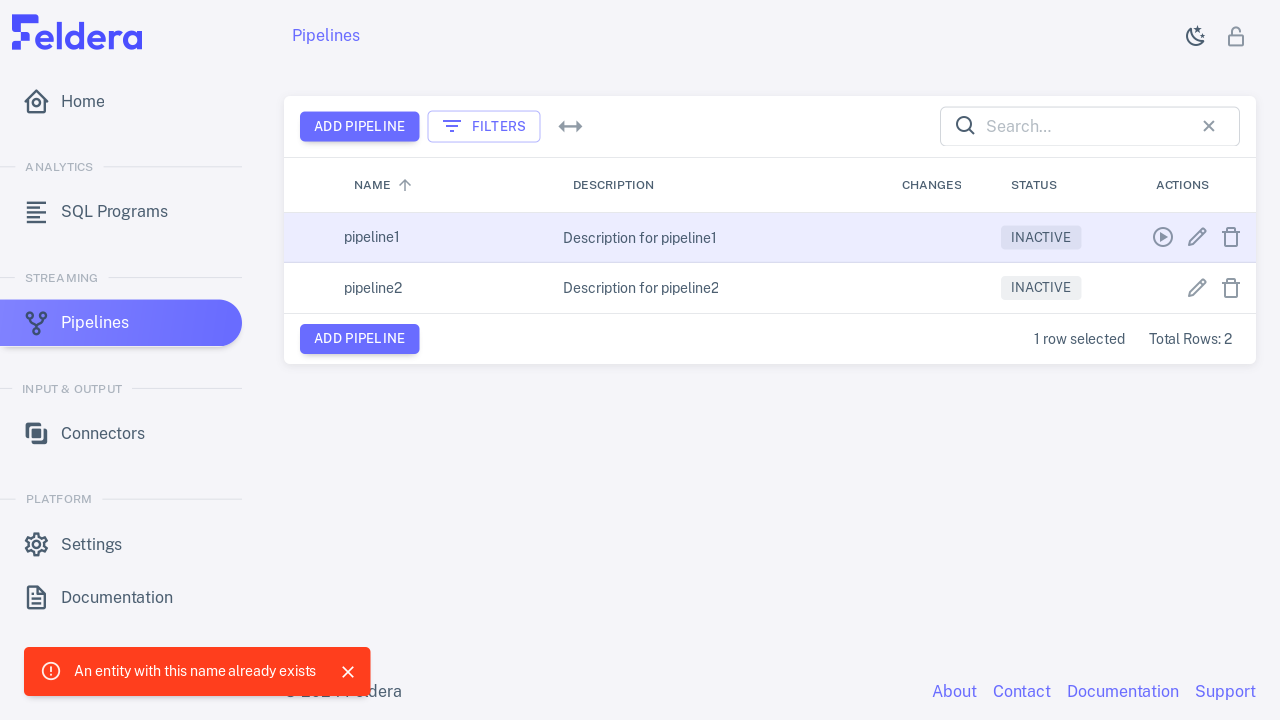 Feldera
Pipelines
Home
ANALYTICS
SQL Programs
STREAMING
Pipelines
INPUT & OUTPUT
Connectors
PLATFORM
Settings
Documentation
ADD PIPELINE
FILTERS
Search...
NAME DESCRIPTION CHANGES STATUS ACTIONS
pipeline1 Description for pipeline1 INACTIVE
pipeline2 Description for pipeline2 INACTIVE
ADD PIPELINE 1 row selected Total Rows: 2
An entity with this name already exists
dera
About Contact Documentation Support